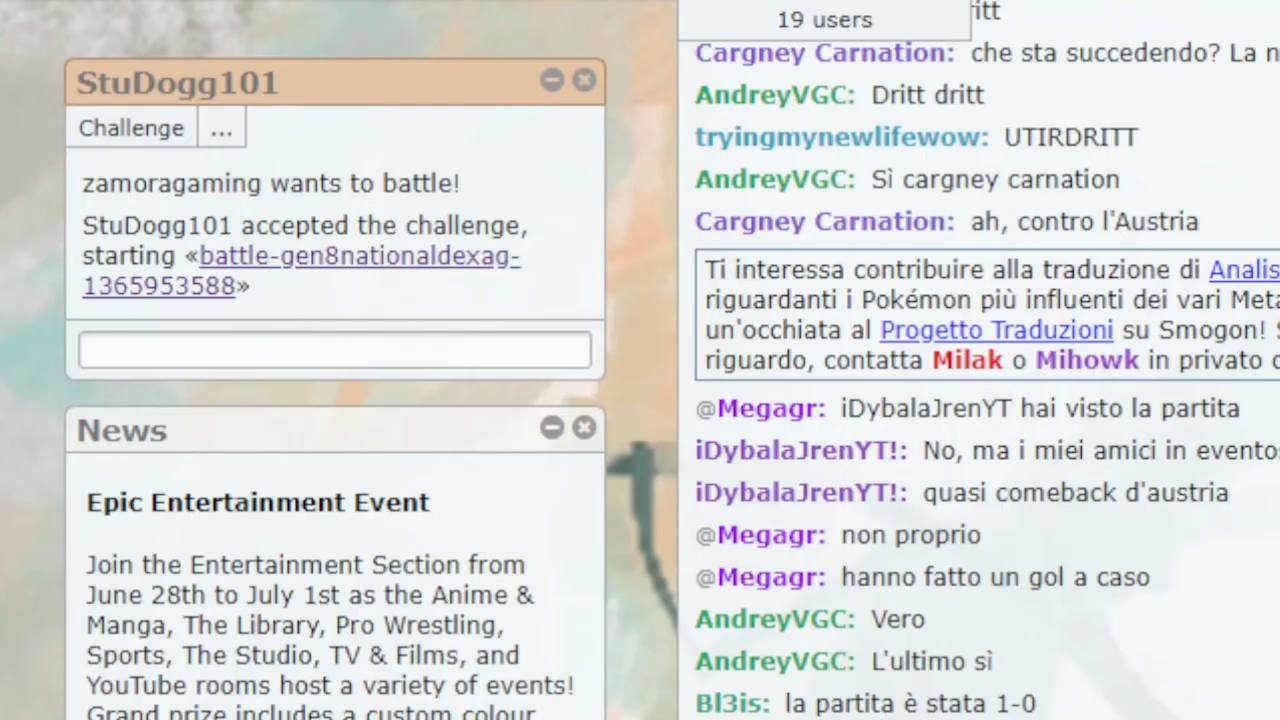 StuDogg101
Challenge
...
zamoragaming wants to battle!
StuDogg101 accepted the challenge,
starting «battle-gen8nationaldexag-
1365953588»
News
Epic Entertainment Event
Join the Entertainment Section from
June 28th to July 1st as the Anime &
Manga, The Library, Pro Wrestling,
Sports, The Studio, TV & Films, and
YouTube rooms host a variety of events!
Grand prize includes a custom colour
19 users
ritt
Cargney Carnation: che sta succedendo? La n
AndreyVGC: Dritt dritt
tryingmynewlifewow: UTIRDRITT
AndreyVGC: Sì cargney carnation
Cargney Carnation: ah, contro l'Austria
Ti interessa contribuire alla traduzione di Analis
riguardanti i Pokémon più influenti dei vari Meta
un'occhiata al Progetto Traduzioni su Smogon! S
riguardo, contatta Milak o Mihowk in privato o
@Megagr: iDybalaJrenYT hai visto la partita
iDybalaJrenYT!: No, ma i miei amici in evento
iDybalaJrenYT!: quasi comeback d'austria
@Megagr: non proprio
@Megagr: hanno fatto un gol a caso
AndreyVGC: Vero
AndreyVGC: L'ultimo sì
Bl3is: la partita è stata 1-0